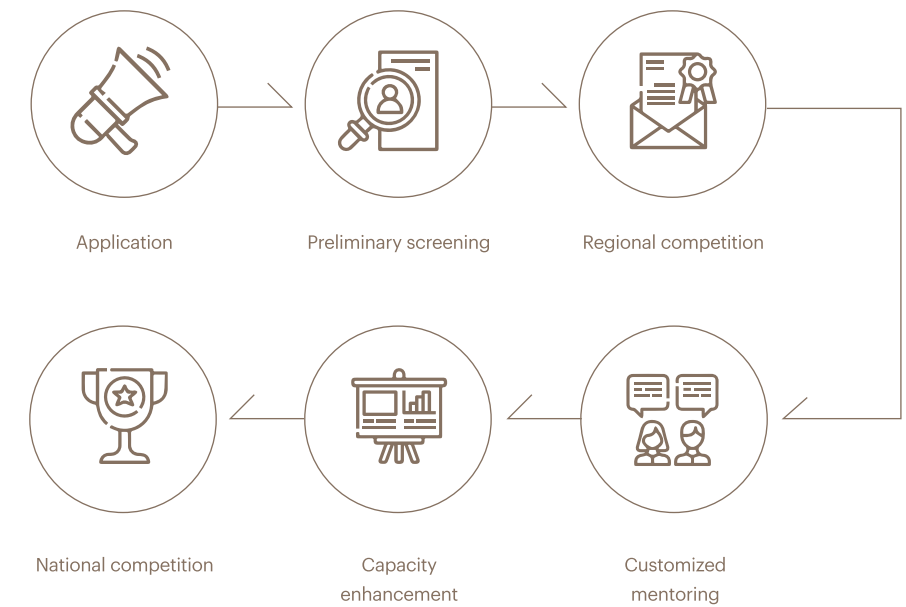 Application
Preliminary screening
Regional competition
National competition
Capacity
enhancement
Customized
mentoring